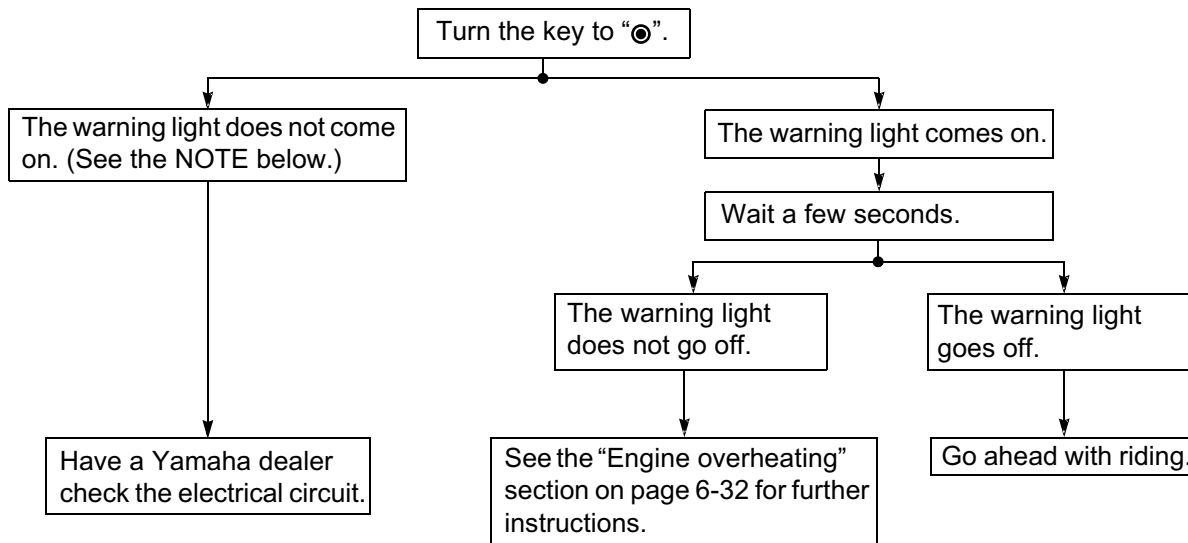 Turn the key to “◉”.
The warning light does not come
on. (See the NOTE below.)
The warning light comes on.
Wait a few seconds.
The warning light
does not go off.
The warning light
goes off.
Have a Yamaha dealer
check the electrical circuit.
See the “Engine overheating”
section on page 6-32 for further
instructions.
Go ahead with riding.